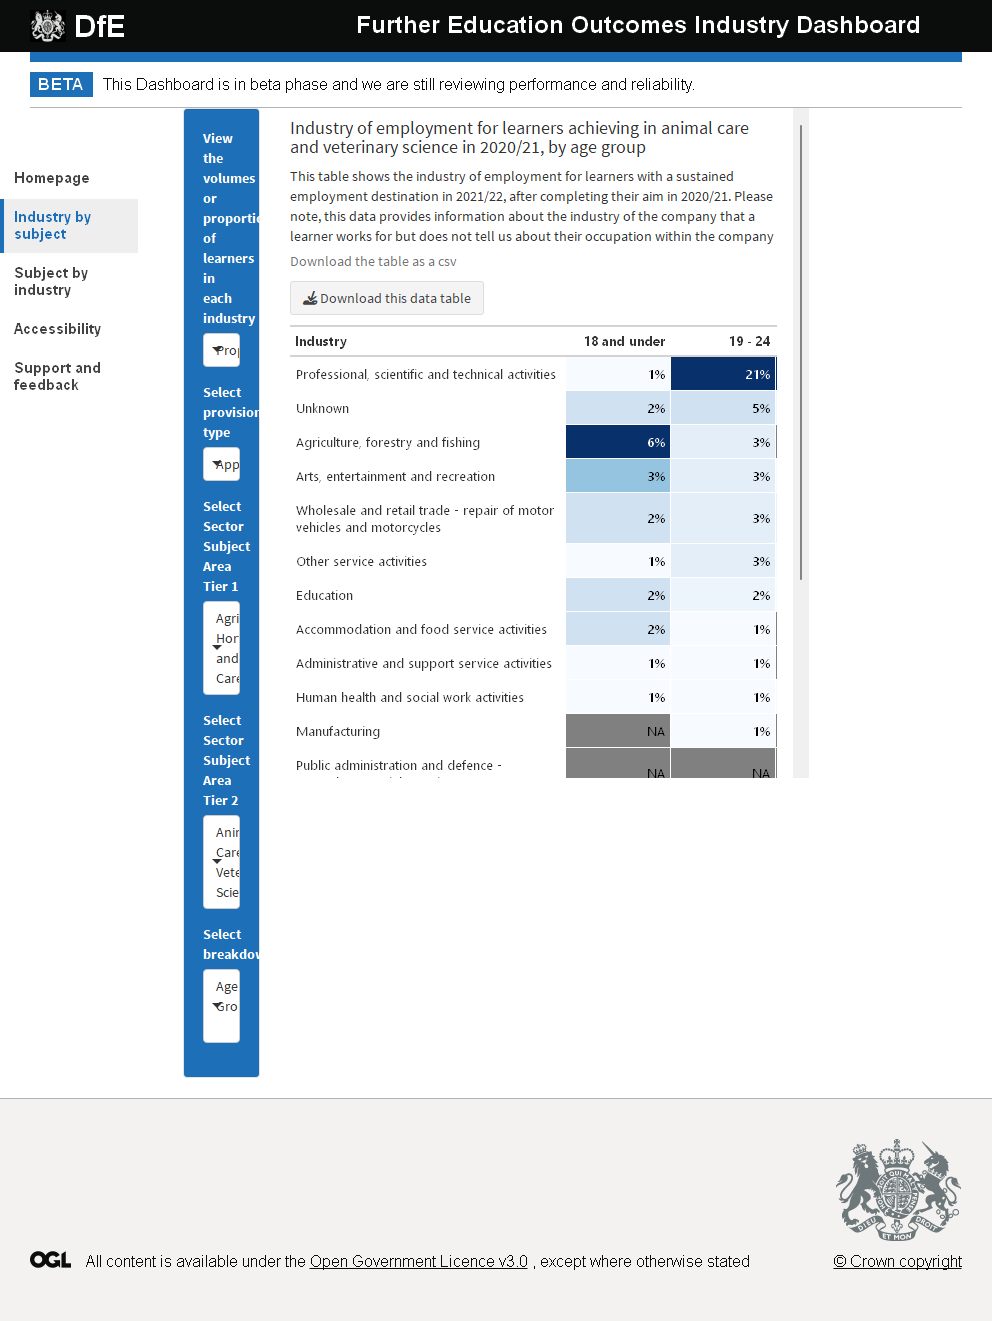 DfE
Further Education Outcomes Industry Dashboard
BETA This Dashboard is in beta phase and we are still reviewing performance and reliability.
Homepage
Industry by
subject
Subject by
industry
Accessibility
Support and
feedback
View
the
volumes
or
proportic
of
learners
in
each
industry
Prop
Select
provision
type
App
Select
Sector
Subject
Area
Tier 1
Agri
Hor
and
Care
Select
Sector
Subject
Area
Tier 2
Anir
Care
Vete
Scie
Select
breakdow
Age
Gro
Industry of employment for learners achieving in animal care
and veterinary science in 2020/21, by age group
This table shows the industry of employment for learners with a sustained
employment destination in 2021/22, after completing their aim in 2020/21. Please
note, this data provides information about the industry of the company that a
learner works for but does not tell us about their occupation within the company
Download the table as a csv
Download this data table
Industry 18 and under 19 - 24
Professional, scientific and technical activities 1% 21%
Unknown 2% 5%
Agriculture, forestry and fishing 6% 3%
Arts, entertainment and recreation 3% 3%
Wholesale and retail trade - repair of motor
vehicles and motorcycles 2% 3%
Other service activities 1% 3%
Education 2% 2%
Accommodation and food service activities 2% 1%
Administrative and support service activities 1% 1%
Human health and social work activities 1% 1%
Manufacturing NA 1%
Public administration and defence -
NA NA
OGL All content is available under the Open Government Licence v3.0 , except where otherwise stated
© Crown copyright